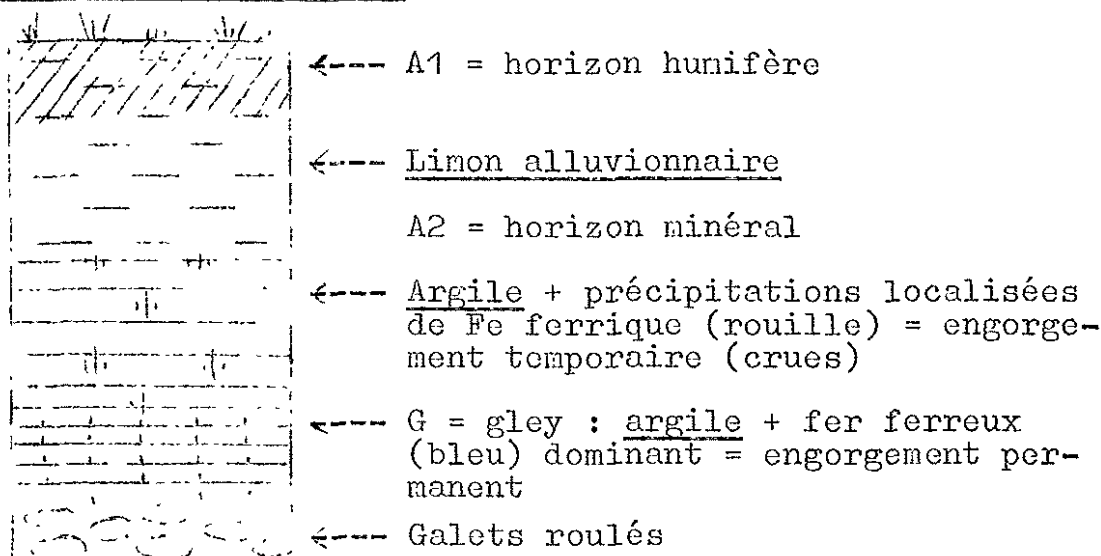 A1 = horizon humifère
Limon alluvionnaire
A2 = horizon minéral
Argile + précipitations localisées
de Fe ferrique (rouille) = engorge-
ment temporaire (crues)
G = gley : argile + fer ferreux
(bleu) dominant = engorgement per-
manent
Galets roulés